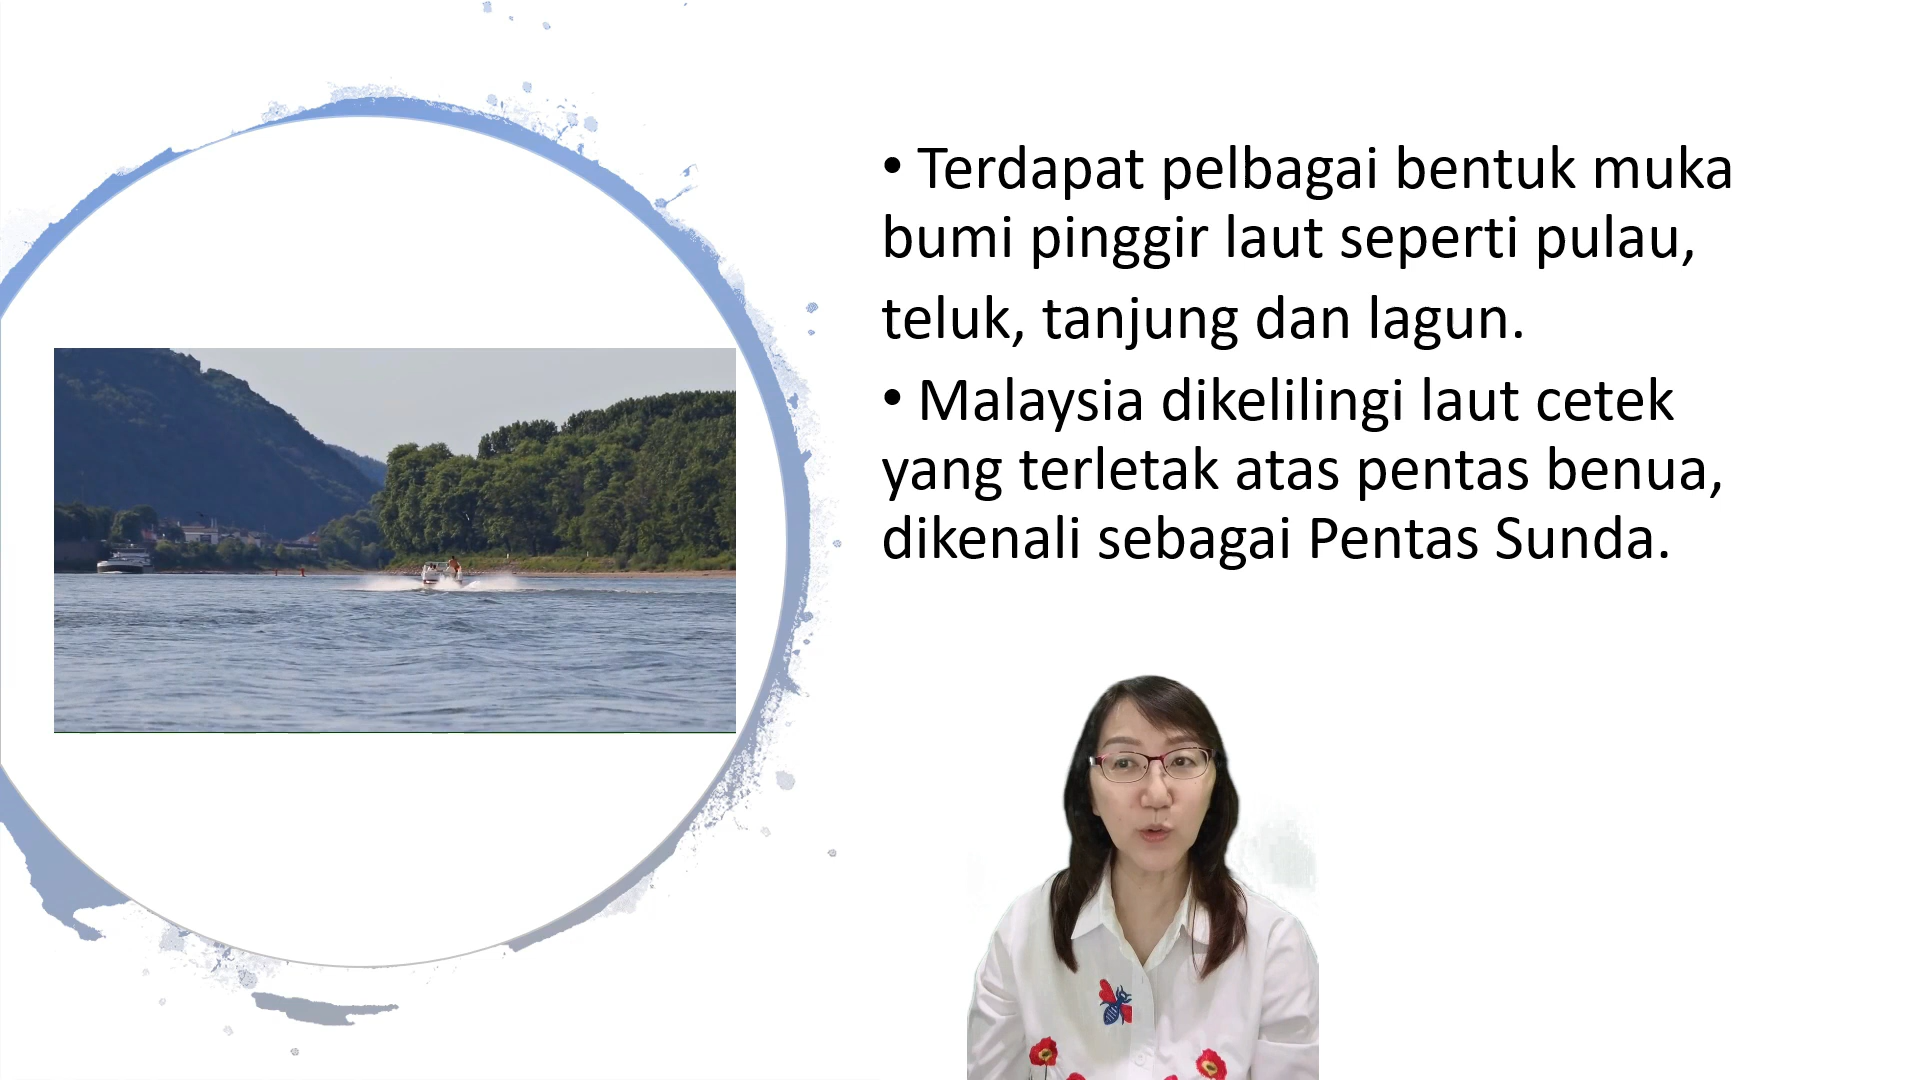 • Terdapat pelbagai bentuk muka
bumi pinggir laut seperti pulau,
teluk, tanjung dan lagun.
• Malaysia dikelilingi laut cetek
yang terletak atas pentas benua,
dikenali sebagai Pentas Sunda.